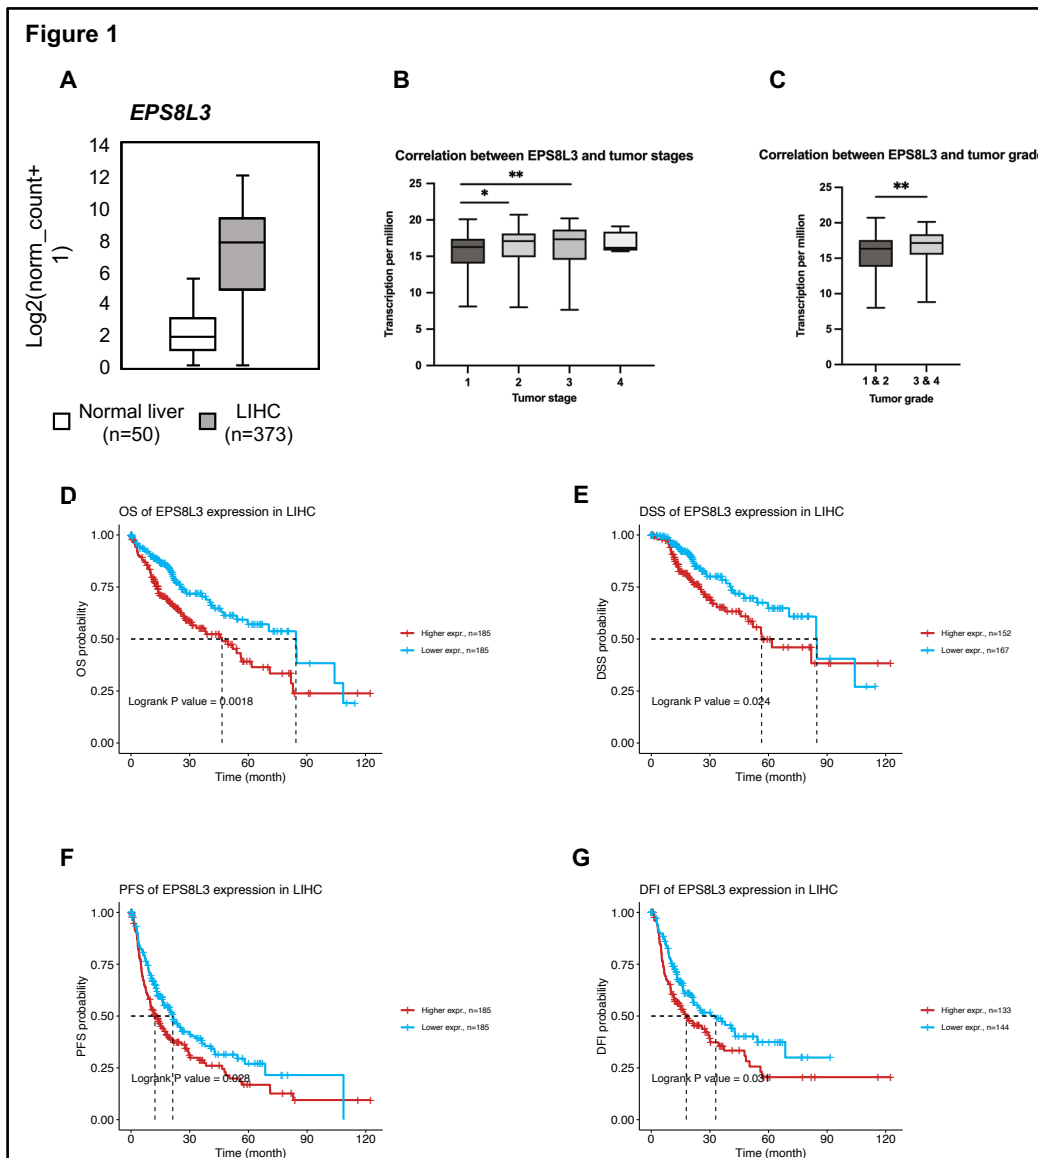 Figure 1
A
EPS8L3
Log2(norm_count+
1)
14
12
10
8
6
4
2
0
Normal liver
(n=50)
LIHC
(n=373)
B
Correlation between EPS8L3 and tumor stages
Transcription per million
25
20
15
10
5
0
*
**
1 2 3 4
Tumor stage
C
Correlation between EPS8L3 and tumor grade
Transcription per million
25
20
15
10
5
0
**
1 & 2 3 & 4
Tumor grade
D
OS of EPS8L3 expression in LIHC
OS probability
1.00
0.75
0.50
0.25
0.00
Logrank P value = 0.0018
0 30 60 90 120
Time (month)
Higher expr., n=185
Lower expr., n=185
E
DSS of EPS8L3 expression in LIHC
DSS probability
1.00
0.75
0.50
0.25
0.00
Logrank P value = 0.024
0 30 60 90 120
Time (month)
Higher expr., n=152
Lower expr., n=167
F
PFS of EPS8L3 expression in LIHC
PFS probability
1.00
0.75
0.50
0.25
0.00
Logrank P value = 0.028
0 30 60 90 120
Time (month)
Higher expr., n=185
Lower expr., n=185
G
DFI of EPS8L3 expression in LIHC
DFI probability
1.00
0.75
0.50
0.25
0.00
Logrank P value = 0.031
0 30 60 90 120
Time (month)
Higher expr., n=133
Lower expr., n=144